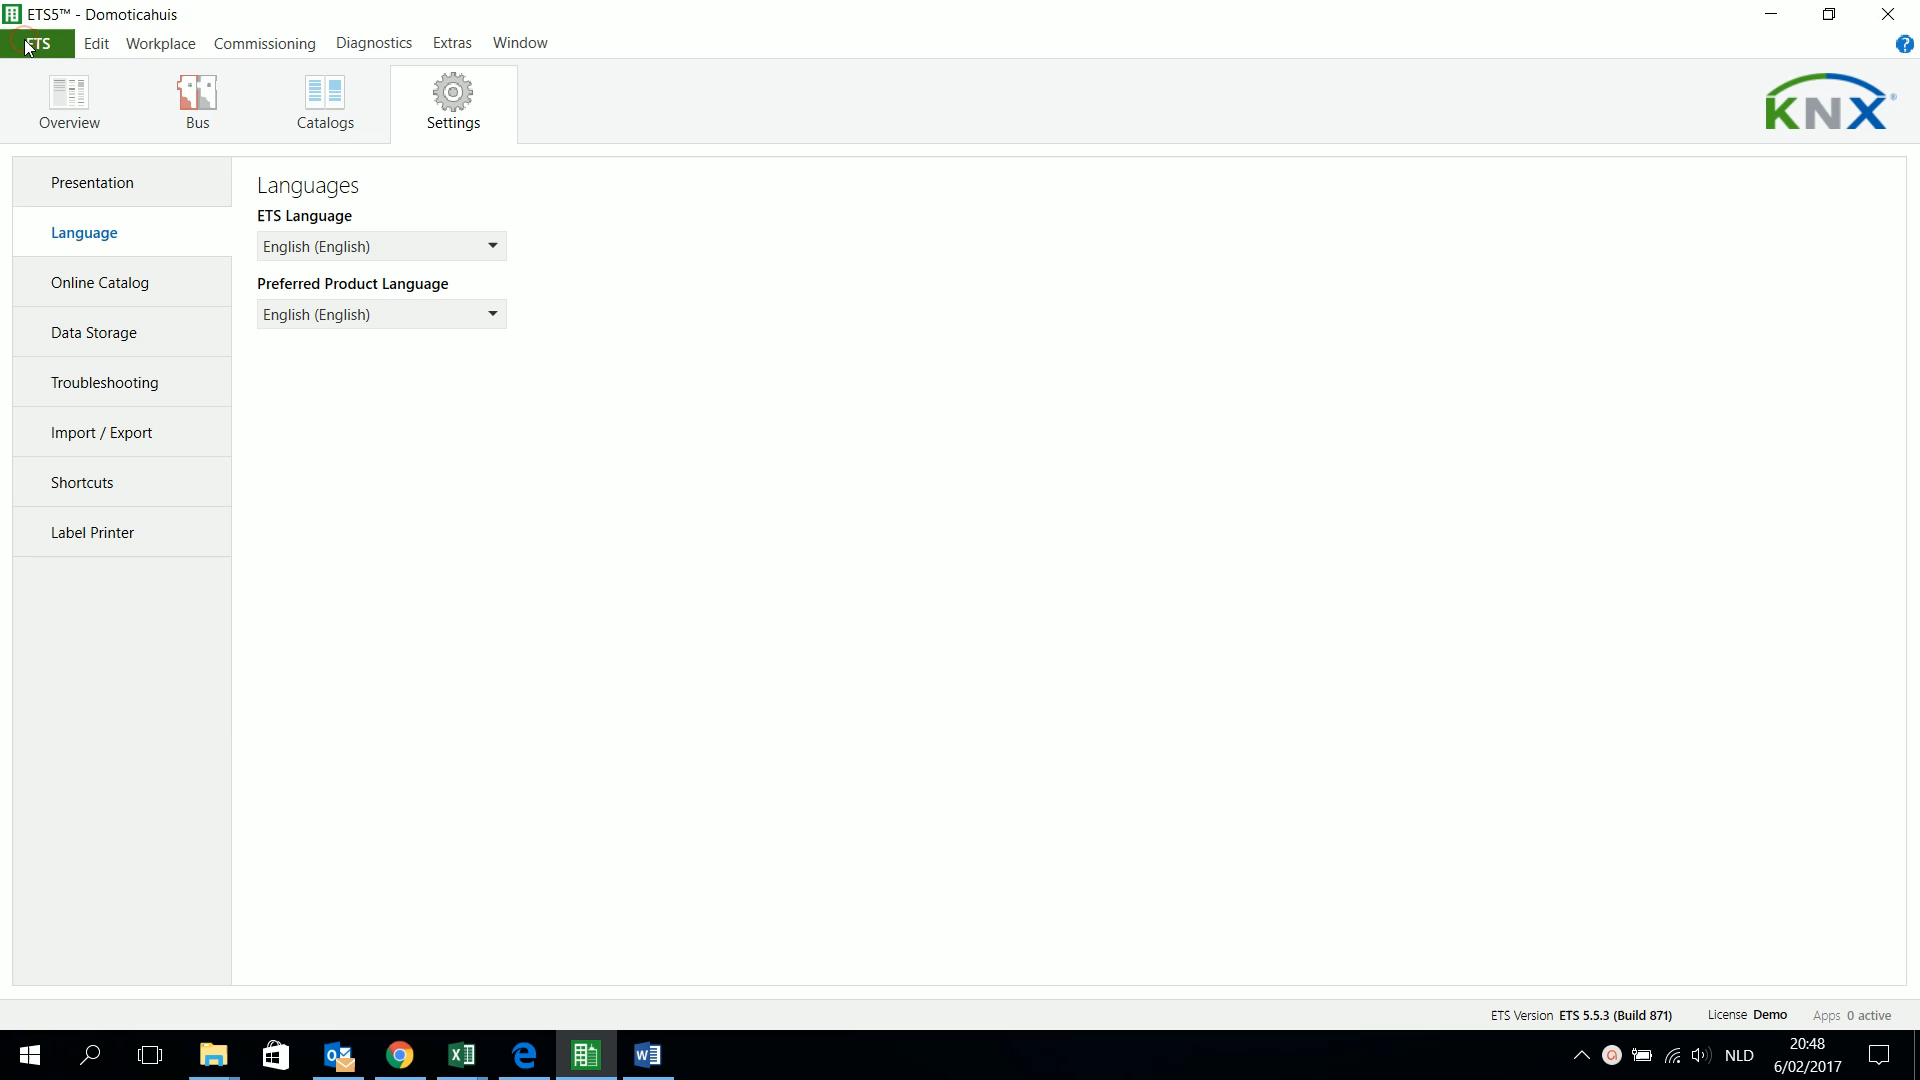 ETS5™ - Domoticahuis
ETS Edit Workplace Commissioning Diagnostics Extras Window
?
Overview Bus Catalogs Settings
KNX®
Presentation
Language
Online Catalog
Data Storage
Troubleshooting
Import / Export
Shortcuts
Label Printer
Languages
ETS Language
English (English)
Preferred Product Language
English (English)
ETS Version ETS 5.5.3 (Build 871) License Demo Apps 0 active
NLD
20:48
6/02/2017